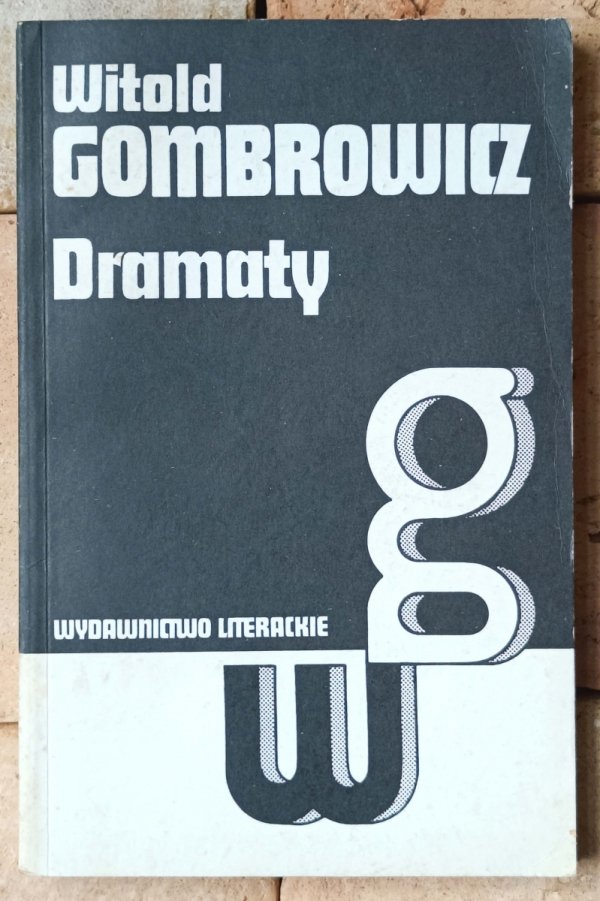 Witold
GOMBROWICZ
Dramaty
g
WYDAWNICTWO LITERACKIE
w